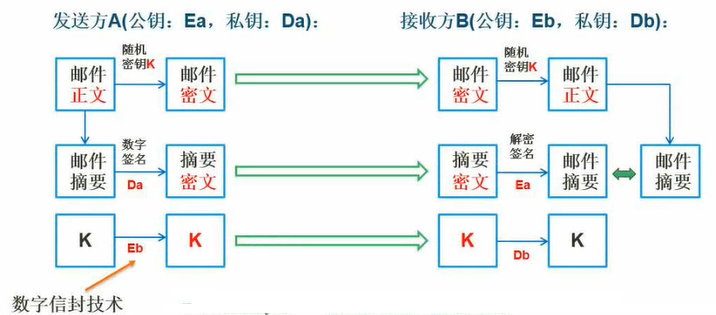 发送方A(公钥：Ea，私钥：Da)：
接收方B(公钥：Eb，私钥：Db)：
邮件
正文
随机
密钥K
邮件
密文
邮件
密文
随机
密钥K
邮件
正文
邮件
摘要
数字
签名
Da
摘要
密文
摘要
密文
解密
签名
Ea
邮件
摘要
邮件
摘要
K
Eb
K
K
Db
K
数字信封技术